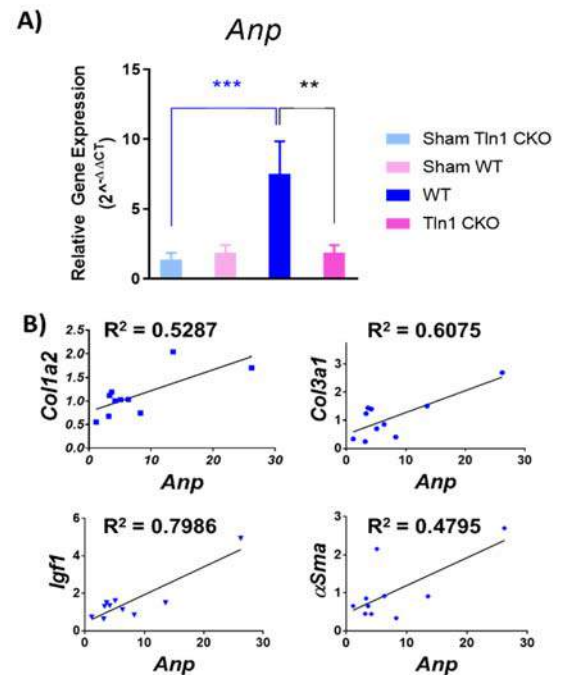 A)
Anp
Relative Gene Expression
(2^-ΔΔCT)
15
10
5
0
***
**
Sham Tln1 CKO
Sham WT
WT
Tln1 CKO
B)
R² = 0.5287
Col1a2
2.5
2.0
1.5
1.0
0.5
0.0
0 10 20 30
Anp
R² = 0.6075
Col3a1
3
2
1
0
0 10 20 30
Anp
R² = 0.7986
Igf1
6
4
2
0
0 10 20 30
Anp
R² = 0.4795
αSma
3
2
1
0
0 10 20 30
Anp